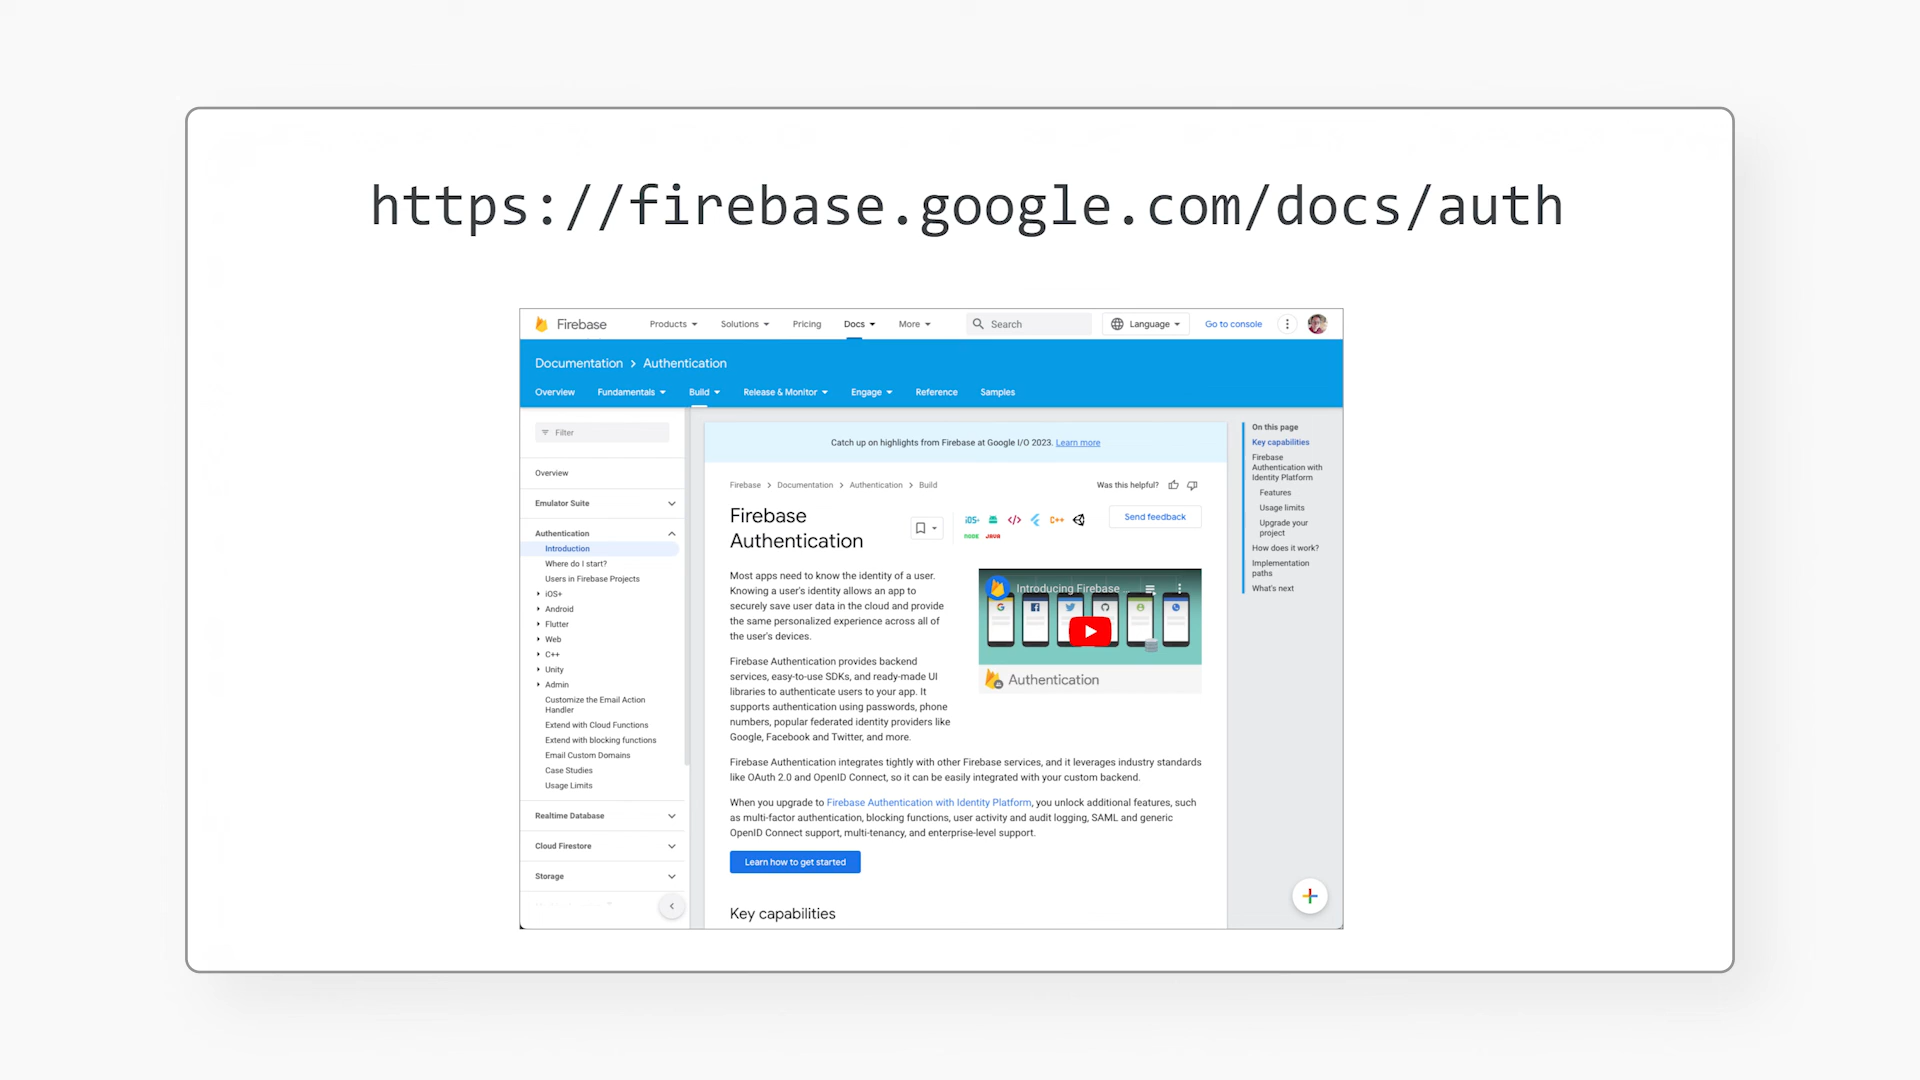 https://firebase.google.com/docs/auth
Firebase Products Solutions Pricing Docs More Search Language Go to console
Documentation > Authentication
Overview Fundamentals Build Release & Monitor Engage Reference Samples
Filter
Overview
Emulator Suite
Authentication
Introduction
Where do I start?
Users in Firebase Projects
iOS+
Android
Flutter
Web
C++
Unity
Admin
Customize the Email Action
Handler
Extend with Cloud Functions
Extend with blocking functions
Email Custom Domains
Case Studies
Usage Limits
Realtime Database
Cloud Firestore
Storage
Catch up on highlights from Firebase at Google I/O 2023. Learn more
Firebase > Documentation > Authentication > Build
Was this helpful?
Firebase
Authentication
iOS+ C++
NODE JAVA
Send feedback
Most apps need to know the identity of a user.
Knowing a user's identity allows an app to
securely save user data in the cloud and provide
the same personalized experience across all of
the user's devices.
Firebase Authentication provides backend
services, easy-to-use SDKs, and ready-made UI
libraries to authenticate users to your app. It
supports authentication using passwords, phone
numbers, popular federated identity providers like
Google, Facebook and Twitter, and more.
Introducing Firebase
Authentication
Firebase Authentication integrates tightly with other Firebase services, and it leverages industry standards
like OAuth 2.0 and OpenID Connect, so it can be easily integrated with your custom backend.
When you upgrade to Firebase Authentication with Identity Platform, you unlock additional features, such
as multi-factor authentication, blocking functions, user activity and audit logging, SAML and generic
OpenID Connect support, multi-tenancy, and enterprise-level support.
Learn how to get started
Key capabilities
On this page
Key capabilities
Firebase
Authentication with
Identity Platform
Features
Usage limits
Upgrade your
project
How does it work?
Implementation
paths
What's next